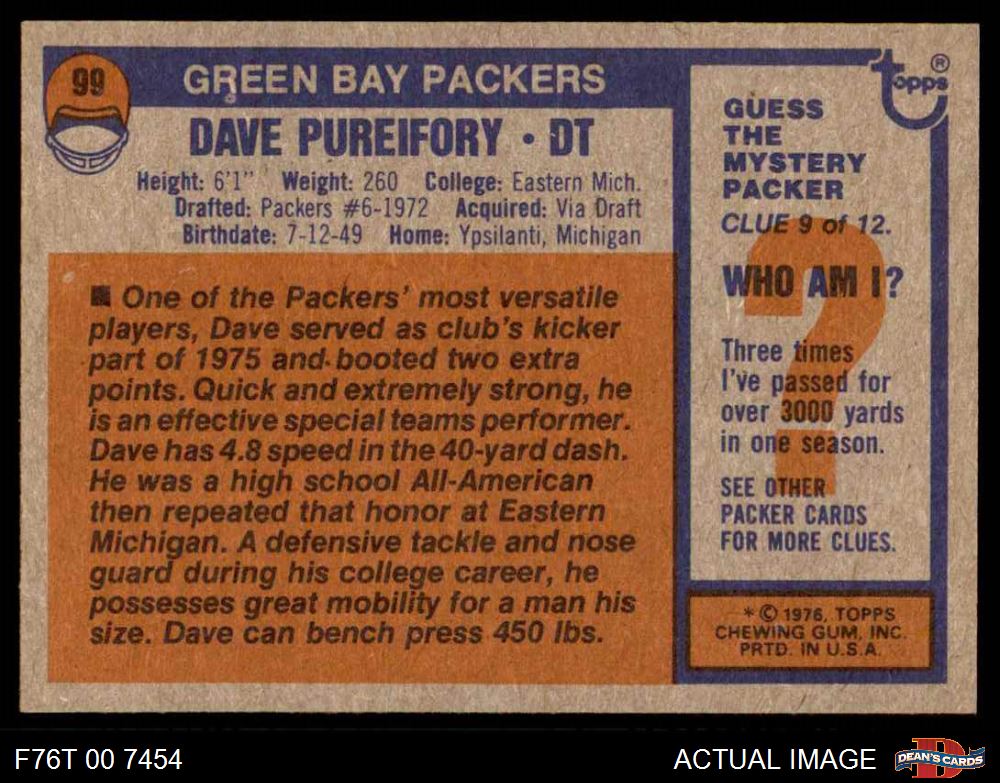 99
GREEN BAY PACKERS
DAVE PUREIFORY • DT
Height: 6'1" Weight: 260 College: Eastern Mich.
Drafted: Packers #6-1972 Acquired: Via Draft
Birthdate: 7-12-49 Home: Ypsilanti, Michigan
■ One of the Packers' most versatile
players, Dave served as club's kicker
part of 1975 and booted two extra
points. Quick and extremely strong, he
is an effective special teams performer.
Dave has 4.8 speed in the 40-yard dash.
He was a high school All-American
then repeated that honor at Eastern
Michigan. A defensive tackle and nose
guard during his college career, he
possesses great mobility for a man his
size. Dave can bench press 450 lbs.
topps®
GUESS
THE
MYSTERY
PACKER
CLUE 9 of 12.
WHO AM I?
?
Three times
I've passed for
over 3000 yards
in one season.
SEE OTHER
PACKER CARDS
FOR MORE CLUES.
* © 1976, TOPPS
CHEWING GUM, INC.
PRTD. IN U.S.A.
F76T 00 7454
ACTUAL IMAGE
D
DEAN'S CARDS